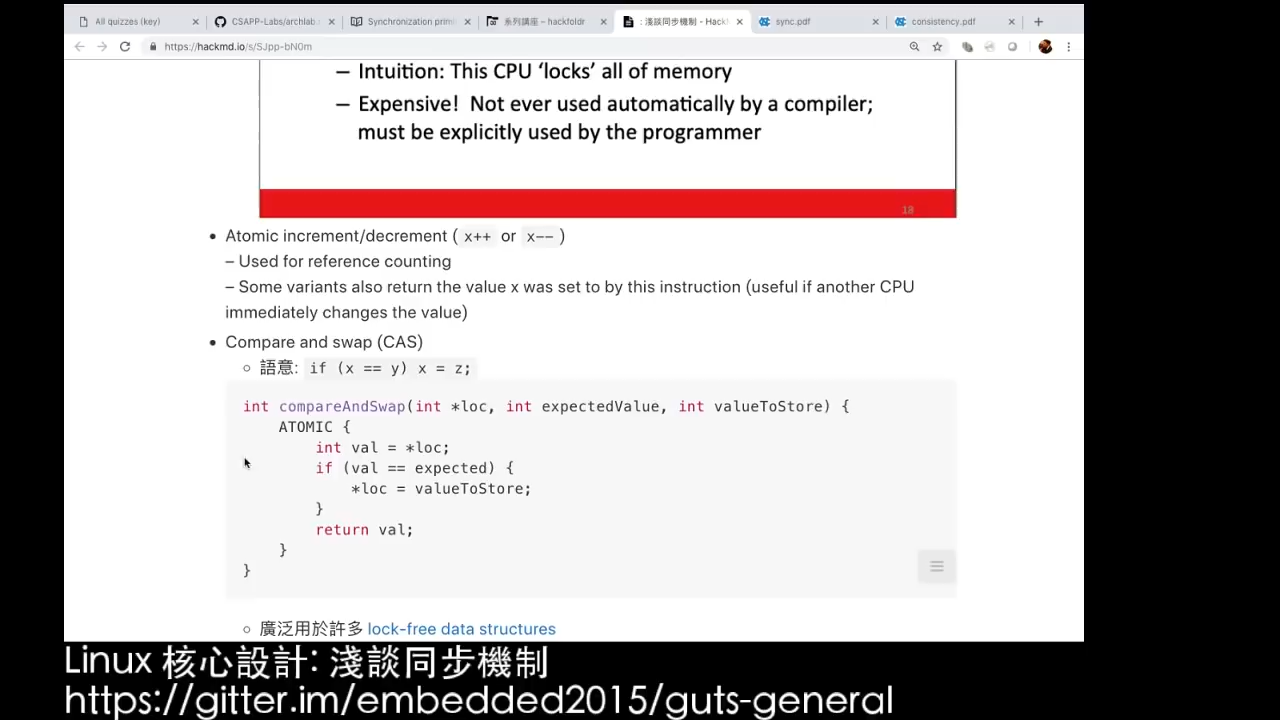 All quizzes (key)
CSAPP-Labs/archlab
Synchronization prim
系列講座 – hackfoldr
: 淺談同步機制 - Hack
sync.pdf
consistency.pdf
https://hackmd.io/s/SJpp-bN0m
– Intuition: This CPU ‘locks’ all of memory
– Expensive! Not ever used automatically by a compiler;
must be explicitly used by the programmer
18
• Atomic increment/decrement ( x++ or x-- )
– Used for reference counting
– Some variants also return the value x was set to by this instruction (useful if another CPU
immediately changes the value)
• Compare and swap (CAS)
◦ 語意: if (x == y) x = z;
int compareAndSwap(int *loc, int expectedValue, int valueToStore) {
ATOMIC {
int val = *loc;
if (val == expected) {
*loc = valueToStore;
}
return val;
}
}
◦ 廣泛用於許多 lock-free data structures
Linux 核心設計: 淺談同步機制
https://gitter.im/embedded2015/guts-general